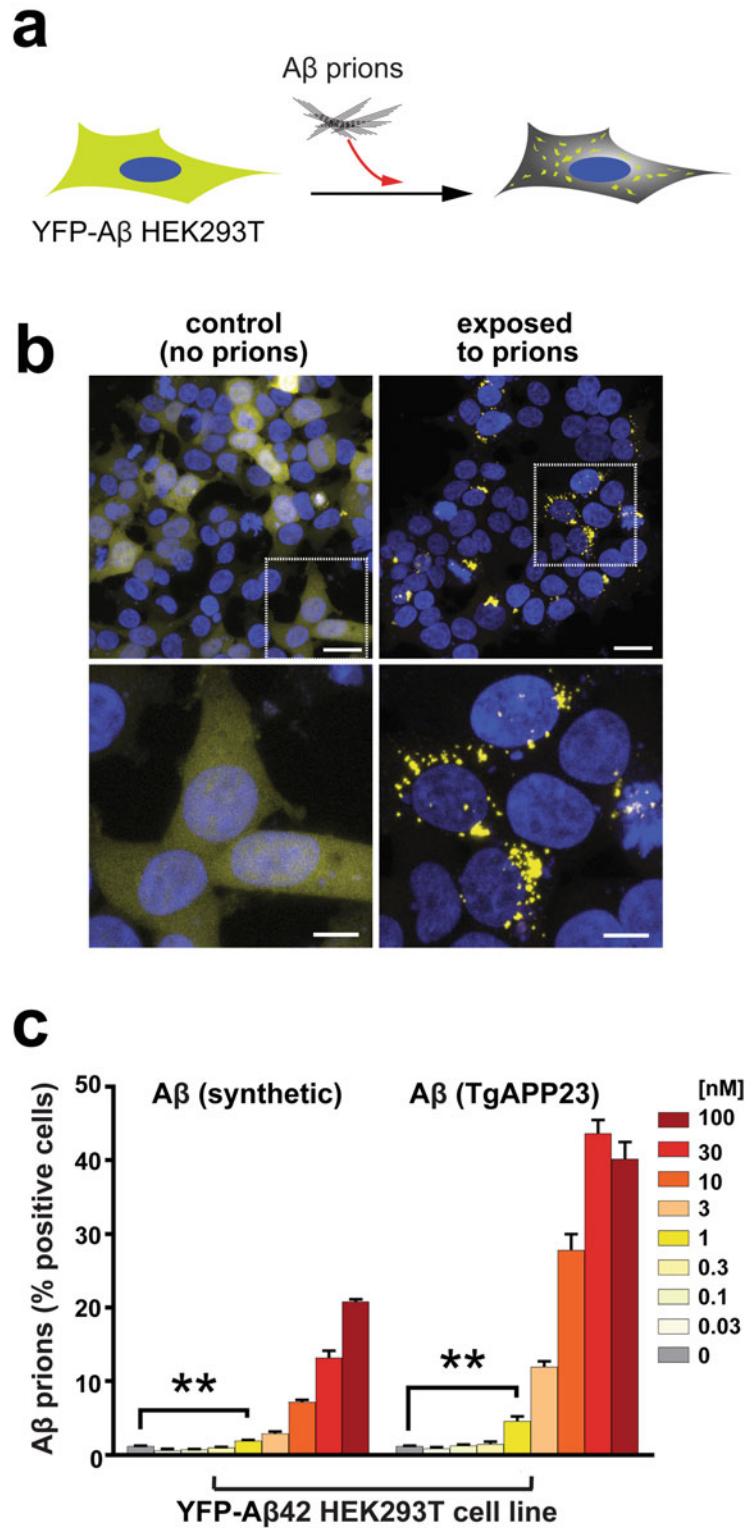 a
Aβ prions
YFP-Aβ HEK293T
b
control
(no prions)
exposed
to prions
c
Aβ prions (% positive cells)
50
40
30
20
10
0
Aβ (synthetic)
Aβ (TgAPP23)
**
**
[nM]
100
30
10
3
1
0.3
0.1
0.03
0
YFP-Aβ42 HEK293T cell line